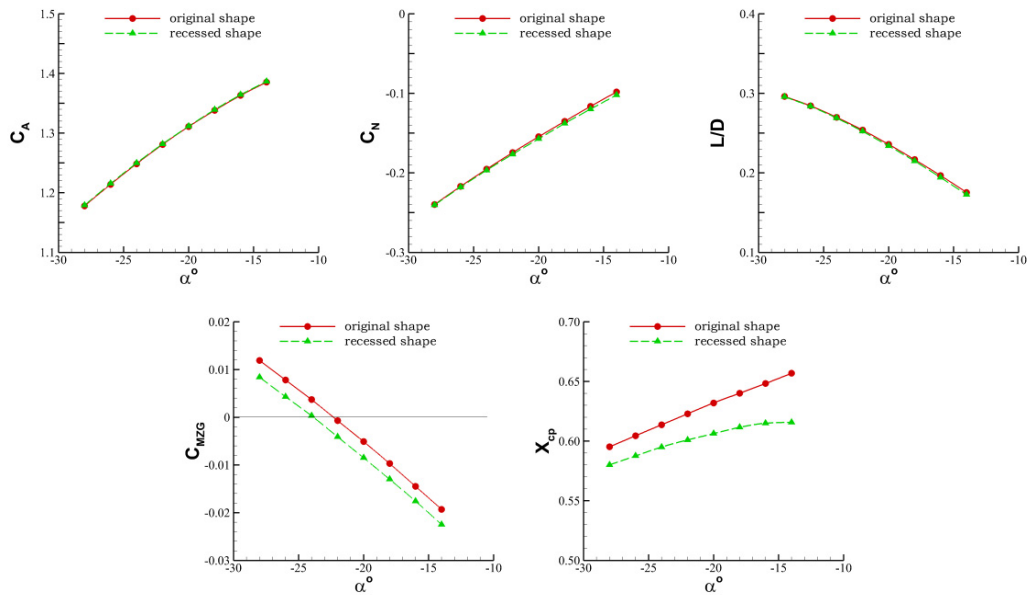 original shape
recessed shape
1.5
1.4
1.3
1.2
1.1
C_A
-30
-25
-20
-15
-10
α°
original shape
recessed shape
0
-0.1
-0.2
-0.3
C_N
-30
-25
-20
-15
-10
α°
original shape
recessed shape
0.4
0.3
0.2
0.1
L/D
-30
-25
-20
-15
-10
α°
original shape
recessed shape
0.02
0.01
0
-0.01
-0.02
-0.03
C_MZG
-30
-25
-20
-15
-10
α°
original shape
recessed shape
0.70
0.65
0.60
0.55
0.50
X_cp
-30
-25
-20
-15
-10
α°